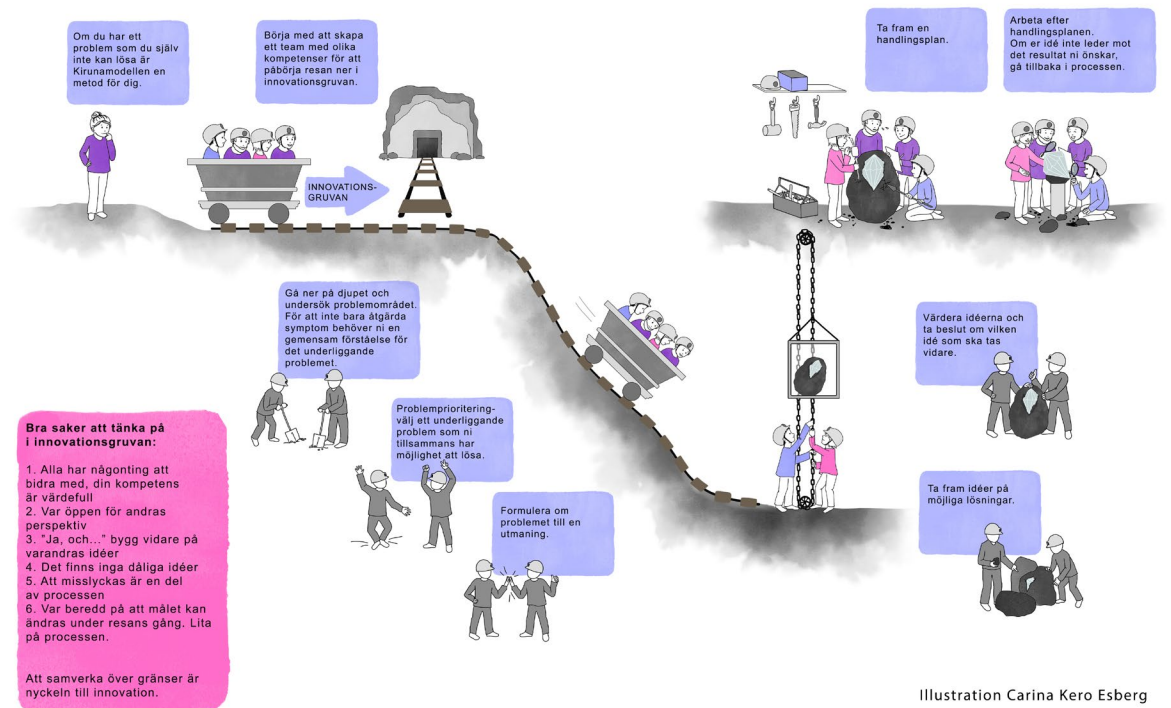 Om du har ett
problem som du själv
inte kan lösa är
Kirunamodellen en
metod för dig.
Börja med att skapa
ett team med olika
kompetenser för att
påbörja resan ner i
innovationsgruvan.
INNOVATIONS-
GRUVAN
Gå ner på djupet och
undersök problemområdet.
För att inte bara åtgärda
symptom behöver ni en
gemensam förståelse för
det underliggande
problemet.
Problemprioritering-
välj ett underliggande
problem som ni
tillsammans har
möjlighet att lösa.
Formulera om
problemet till en
utmaning.
Ta fram idéer på
möjliga lösningar.
Värdera idéerna och
ta beslut om vilken
idé som ska tas
vidare.
Ta fram en
handlingsplan.
Arbeta efter
handlingsplanen.
Om er idé inte leder mot
det resultat ni önskar,
gå tillbaka i processen.
Bra saker att tänka på
i innovationsgruvan:
1. Alla har någonting att
bidra med, din kompetens
är värdefull
2. Var öppen för andras
perspektiv
3. "Ja, och..." bygg vidare på
varandras idéer
4. Det finns inga dåliga idéer
5. Att misslyckas är en del
av processen
6. Var beredd på att målet kan
ändras under resans gång. Lita
på processen.
Att samverka över gränser är
nyckeln till innovation.
Illustration Carina Kero Esberg